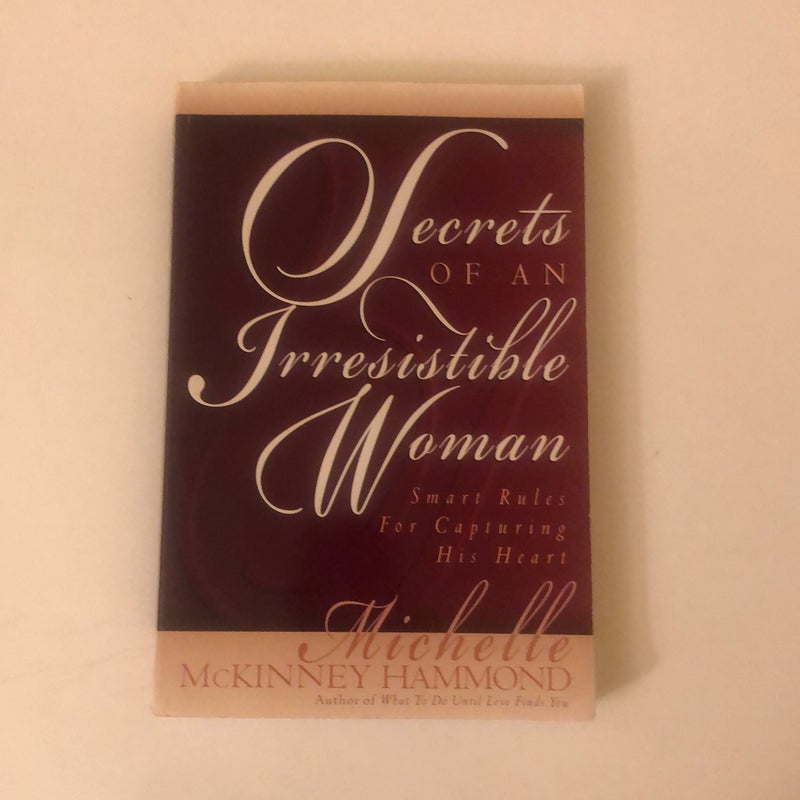 Secrets
OF AN
Irresistible
Woman
Smart Rules
For Capturing
His Heart
Michelle
McKINNEY HAMMOND
Author of What To Do Until Love Finds You